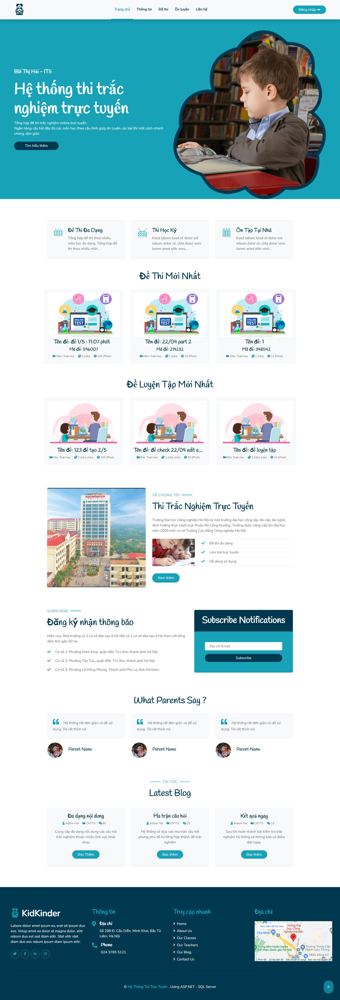 Trang chủ
Thông tin
Đề thi
Ôn luyện
Liên hệ
Đăng nhập
Bùi Thị Hải - IT5
Hệ thống thi trắc
nghiệm trực tuyến
Tổng hợp đề thi trắc nghiệm online trực tuyến.
Ngân hàng câu hỏi đầy đủ các môn học theo cấu hình giúp ôn luyện các bài thi một cách nhanh
chóng, đơn giản.
Tìm hiểu thêm
Đề Thi Đa Dạng
Tổng hợp đề thi theo nhiều
môn học đa dạng. Tổng hợp đề
thi theo nhiều môn...
Thi Học Kỳ
Kasd labore kasd et dolor est
rebum dolor ut, clita dolor vero
lorem amet elitr vero...
Ôn Tập Tại Nhà
Kasd labore kasd et dolor est
rebum dolor ut, clita dolor vero
lorem amet elitr vero...
Đề Thi Mới Nhất
ONLINE
TEST
Tên đề: đề 1/5 : 11:07 phút
Mã đề: 596007
Môn: Toán học 2 (câu) 100 (Phút)
ONLINE
TEST
Tên đề: 22/04 part 2
Mã đề: 219232
Môn: Toán học 1 (câu) 10 (Phút)
ONLINE
TEST
Tên đề: 1
Mã đề: 348542
Môn: Toán học 1 (câu) 11 (Phút)
Đề Luyện Tập Mới Nhất
Tên đề: 123 đề tạo 2/5
Môn: Toán học 2 (câu) (câu) 100 (Phút)
Tên đề: đề check 22/04 edit e...
Môn: Toán học 1 (câu) (câu) 10 (Phút)
Tên đề: đề luyện tập
Môn: Toán học 1 (câu) (câu) 10 (Phút)
VỀ CHÚNG TÔI
Thi Trắc Nghiệm Trực Tuyến
Trường Đại học Công nghiệp Hà Nội là một trường đại học công lập, đa cấp, đa nghề,
định hướng thực hành trực thuộc Bộ Công thương. Trường được nâng cấp lên đại học
năm 2005 trên cơ sở Trường Cao đẳng Công nghiệp Hà Nội
Đề thi đa dạng
Làm bài trực tuyến
Dễ dàng sử dụng
Xem thêm
SUBSCRIBE
Đăng ký nhận thông báo
Hiện nay, Nhà trường có 2 cơ sở đào tạo ở Hà Nội và 1 cơ sở đào tạo ở Hà Nam với tổng
diện tích gần 50 ha.
Cơ sở 1: Phường Minh Khai, quận Bắc Từ Liêm, thành phố Hà Nội.
Cơ sở 2: Phường Tây Tựu, quận Bắc Từ Liêm, thành phố Hà Nội.
Cơ sở 3: Phường Lê Hồng Phong, Thành phố Phủ Lý, tỉnh Hà Nam.
Subscribe Notifications
Địa chỉ Email
Subscribe
What Parents Say ?
Hệ thống rất đơn giản và dễ sử
dụng. Tôi rất thích nó.
Parent Name
Hệ thống rất đơn giản và dễ sử
dụng. Tôi rất thích nó.
Parent Name
Hệ thống rất đơn giản và dễ sử
dụng. Tôi rất thích nó.
Parent Name
TIN TỨC
Latest Blog
Đa dạng nội dung
Admin Hải CNTT5 65
Cung cấp đa dạng nội dung các câu hỏi
trắc nghiệm thuộc nhiều lĩnh vực khác
nhau
Đọc Thêm
Ma trận câu hỏi
Admin Hải CNTT5 25
Hệ thống sẽ dựa vào ma trận câu hỏi
phong phú để tự tổng hợp thành đề trắc
nghiệm
Đọc thêm
Kết quả ngay
Admin Hải CNTT5 15
Sau khi hoàn thành bài kiểm tra trắc
nghiệm hệ thống sẽ thông báo số điểm
đạt ngay.
Đọc thêm
KidKinder
Labore dolor amet ipsum ea, erat sit ipsum duo
eos. Volup amet ea dolor et magna dolor, elitr
rebum duo est sed diam elitr. Stet elitr stet
diam duo eos rebum ipsum diam ipsum elitr.
Thông tin
Địa chỉ
Số 298 Đ. Cầu Diễn, Minh Khai, Bắc Từ
Liêm, Hà Nội
Phone
024 3765 5121
Truy cập nhanh
Home
About Us
Our Classes
Our Teachers
Our Blog
Contact Us
Địa chỉ
Xem bản đồ lớn hơn
Trường Đại
học Công
nghiệp Hà Nội
Chợ Nhổn
Ngõ 296
Trung tâm Huấn luyện
thể thao Quốc gia Hà Nội
Trường Trung Cấp
Nghề Giao Thông...
Miếu Đồng Cổ
Google
Phím tắt
Dữ liệu Bản đồ
Điều khoản sử dụng
Báo cáo một lỗi bản đồ
© Hệ Thống Thi Trực Tuyến . Using ASP.NET - SQL Server